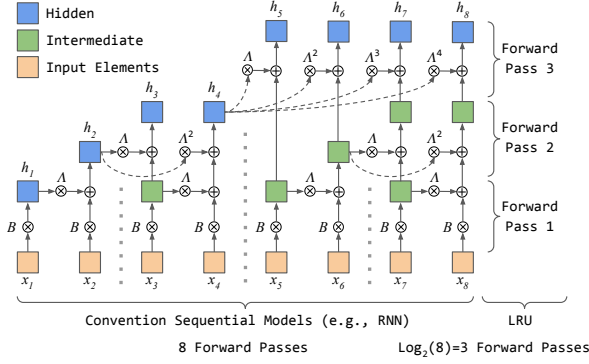 Hidden
Intermediate
Input Elements
h5 h6 h7 h8
Λ Λ² Λ³ Λ⁴
Forward
Pass 3
h3 h4
h2 Λ Λ² Λ Λ²
Forward
Pass 2
h1 Λ Λ Λ Λ
Forward
Pass 1
B B B B B B B B
x1 x2 x3 x4 x5 x6 x7 x8
Convention Sequential Models (e.g., RNN) LRU
8 Forward Passes Log2(8)=3 Forward Passes